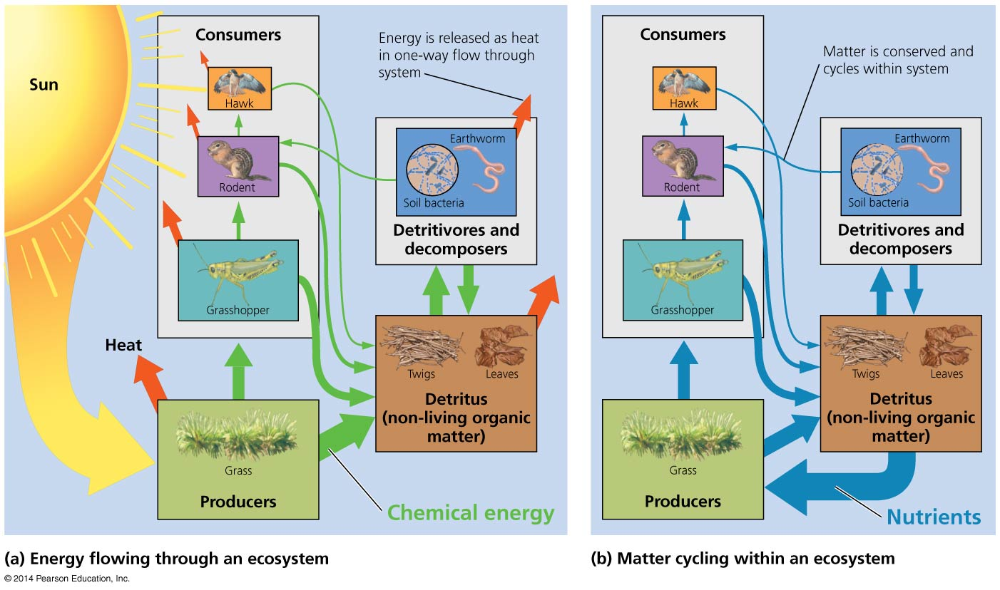 Sun
Consumers
Energy is released as heat
in one-way flow through
system
Hawk
Rodent
Grasshopper
Earthworm
Soil bacteria
Detritivores and
decomposers
Heat
Twigs
Leaves
Detritus
(non-living organic
matter)
Grass
Producers
Chemical energy
(a) Energy flowing through an ecosystem
© 2014 Pearson Education, Inc.
Consumers
Matter is conserved and
cycles within system
Hawk
Rodent
Grasshopper
Earthworm
Soil bacteria
Detritivores and
decomposers
Twigs
Leaves
Detritus
(non-living organic
matter)
Grass
Producers
Nutrients
(b) Matter cycling within an ecosystem